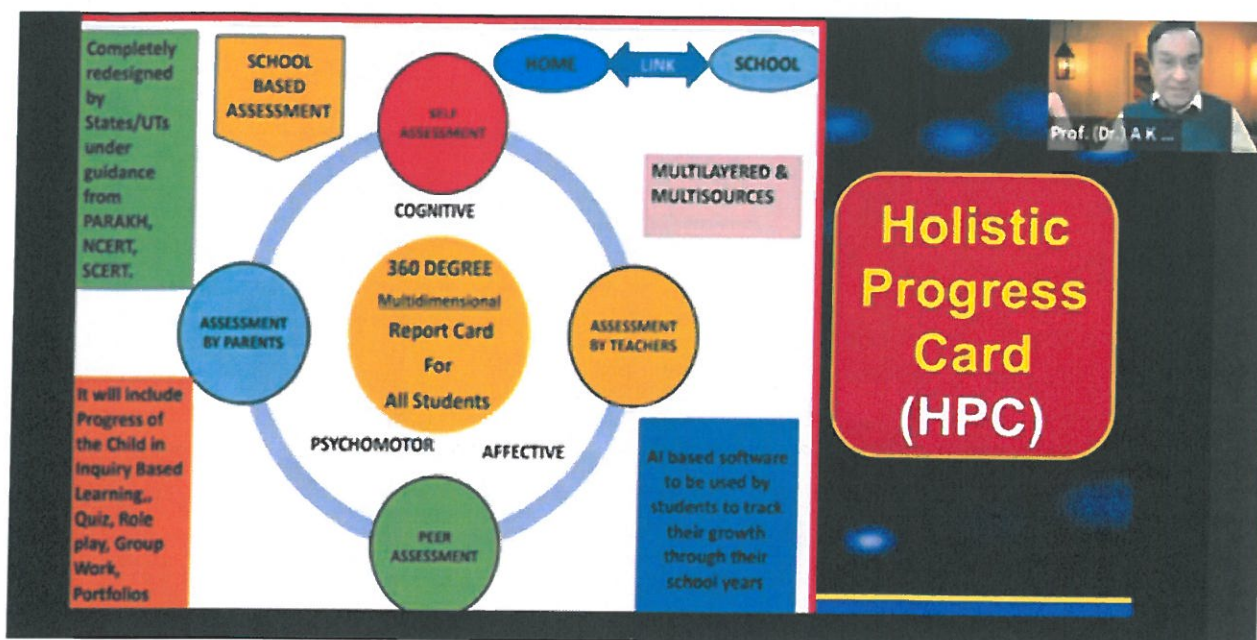 Completely
redesigned
by
States/UTs
under
guidance
from
PARAKH,
NCERT,
SCERT.
SCHOOL
BASED
ASSESSMENT
SELF
ASSESSMENT
HOME
LINK
SCHOOL
MULTILAYERED &
MULTISOURCES
COGNITIVE
360 DEGREE
Multidimensional
Report Card
For
All Students
ASSESSMENT
BY PARENTS
ASSESSMENT
BY TEACHERS
PSYCHOMOTOR
AFFECTIVE
PEER
ASSESSMENT
It will include
Progress of
the Child in
Inquiry Based
Learning,,
Quiz, Role
play, Group
Work,
Portfolios
AI based software
to be used by
students to track
their growth
through their
school years
Prof. (Dr.) A K ...
Holistic
Progress
Card
(HPC)